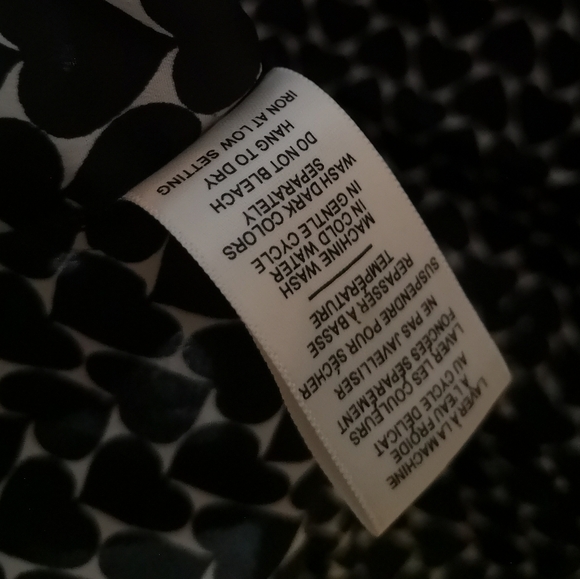 MACHINE WASH
IN COLD WATER
IN GENTLE CYCLE
WASH DARK COLORS
SEPARATELY
DO NOT BLEACH
HANG TO DRY
IRON AT LOW SETTING
LAVER À LA MACHINE
À L'EAU FROIDE
AU CYCLE DÉLICAT
LAVER LES COULEURS
FONCÉES SÉPARÉMENT
NE PAS JAVELLISER
SUSPENDRE POUR SÉCHER
REPASSER À BASSE
TEMPÉRATURE